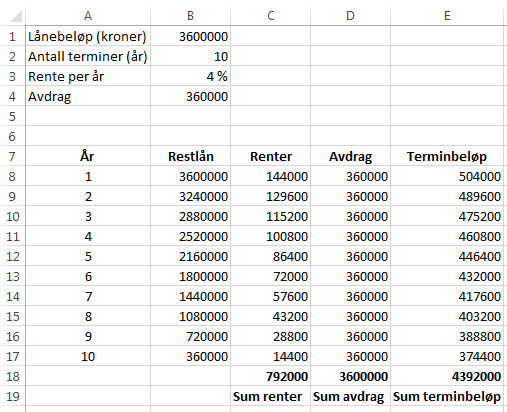 A B C D E
1 Lånebeløp (kroner) 3600000
2 Antall terminer (år) 10
3 Rente per år 4 %
4 Avdrag 360000
5
6
7 År Restlån Renter Avdrag Terminbeløp
8 1 3600000 144000 360000 504000
9 2 3240000 129600 360000 489600
10 3 2880000 115200 360000 475200
11 4 2520000 100800 360000 460800
12 5 2160000 86400 360000 446400
13 6 1800000 72000 360000 432000
14 7 1440000 57600 360000 417600
15 8 1080000 43200 360000 403200
16 9 720000 28800 360000 388800
17 10 360000 14400 360000 374400
18 792000 3600000 4392000
19 Sum renter Sum avdrag Sum terminbeløp